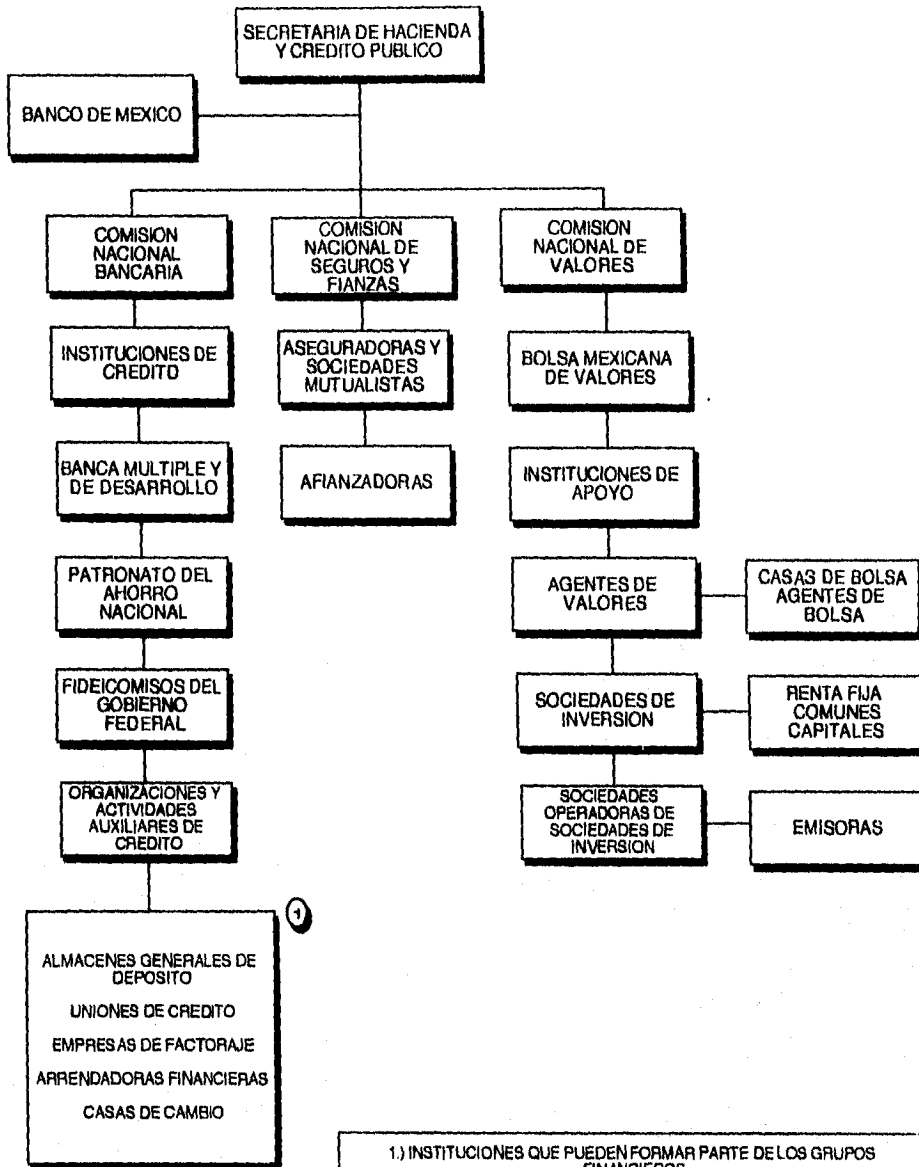 SECRETARIA DE HACIENDA
Y CREDITO PUBLICO
BANCO DE MEXICO
COMISION
NACIONAL
BANCARIA
INSTITUCIONES DE
CREDITO
BANCA MULTIPLE Y
DE DESARROLLO
PATRONATO DEL
AHORRO
NACIONAL
FIDEICOMISOS DEL
GOBIERNO
FEDERAL
ORGANIZACIONES Y
ACTIVIDADES
AUXILIARES DE
CREDITO
1
ALMACENES GENERALES DE
DEPOSITO
UNIONES DE CREDITO
EMPRESAS DE FACTORAJE
ARRENDADORAS FINANCIERAS
CASAS DE CAMBIO
COMISION
NACIONAL DE
SEGUROS Y
FIANZAS
ASEGURADORAS Y
SOCIEDADES
MUTUALISTAS
AFIANZADORAS
COMISION
NACIONAL DE
VALORES
BOLSA MEXICANA
DE VALORES
INSTITUCIONES DE
APOYO
AGENTES DE
VALORES
CASAS DE BOLSA
AGENTES DE
BOLSA
SOCIEDADES DE
INVERSION
RENTA FIJA
COMUNES
CAPITALES
SOCIEDADES
OPERADORAS DE
SOCIEDADES DE
INVERSION
EMISORAS
1.) INSTITUCIONES QUE PUEDEN FORMAR PARTE DE LOS GRUPOS
FINANCIEROS